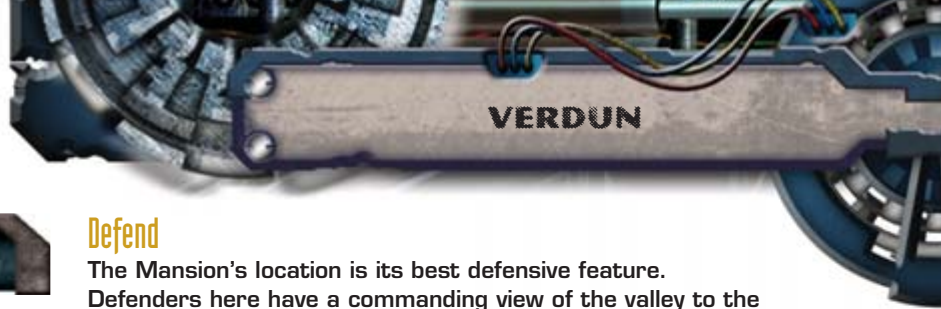 VERDUN
Defend
The Mansion's location is its best defensive feature.
Defenders here have a commanding view of the valley to the